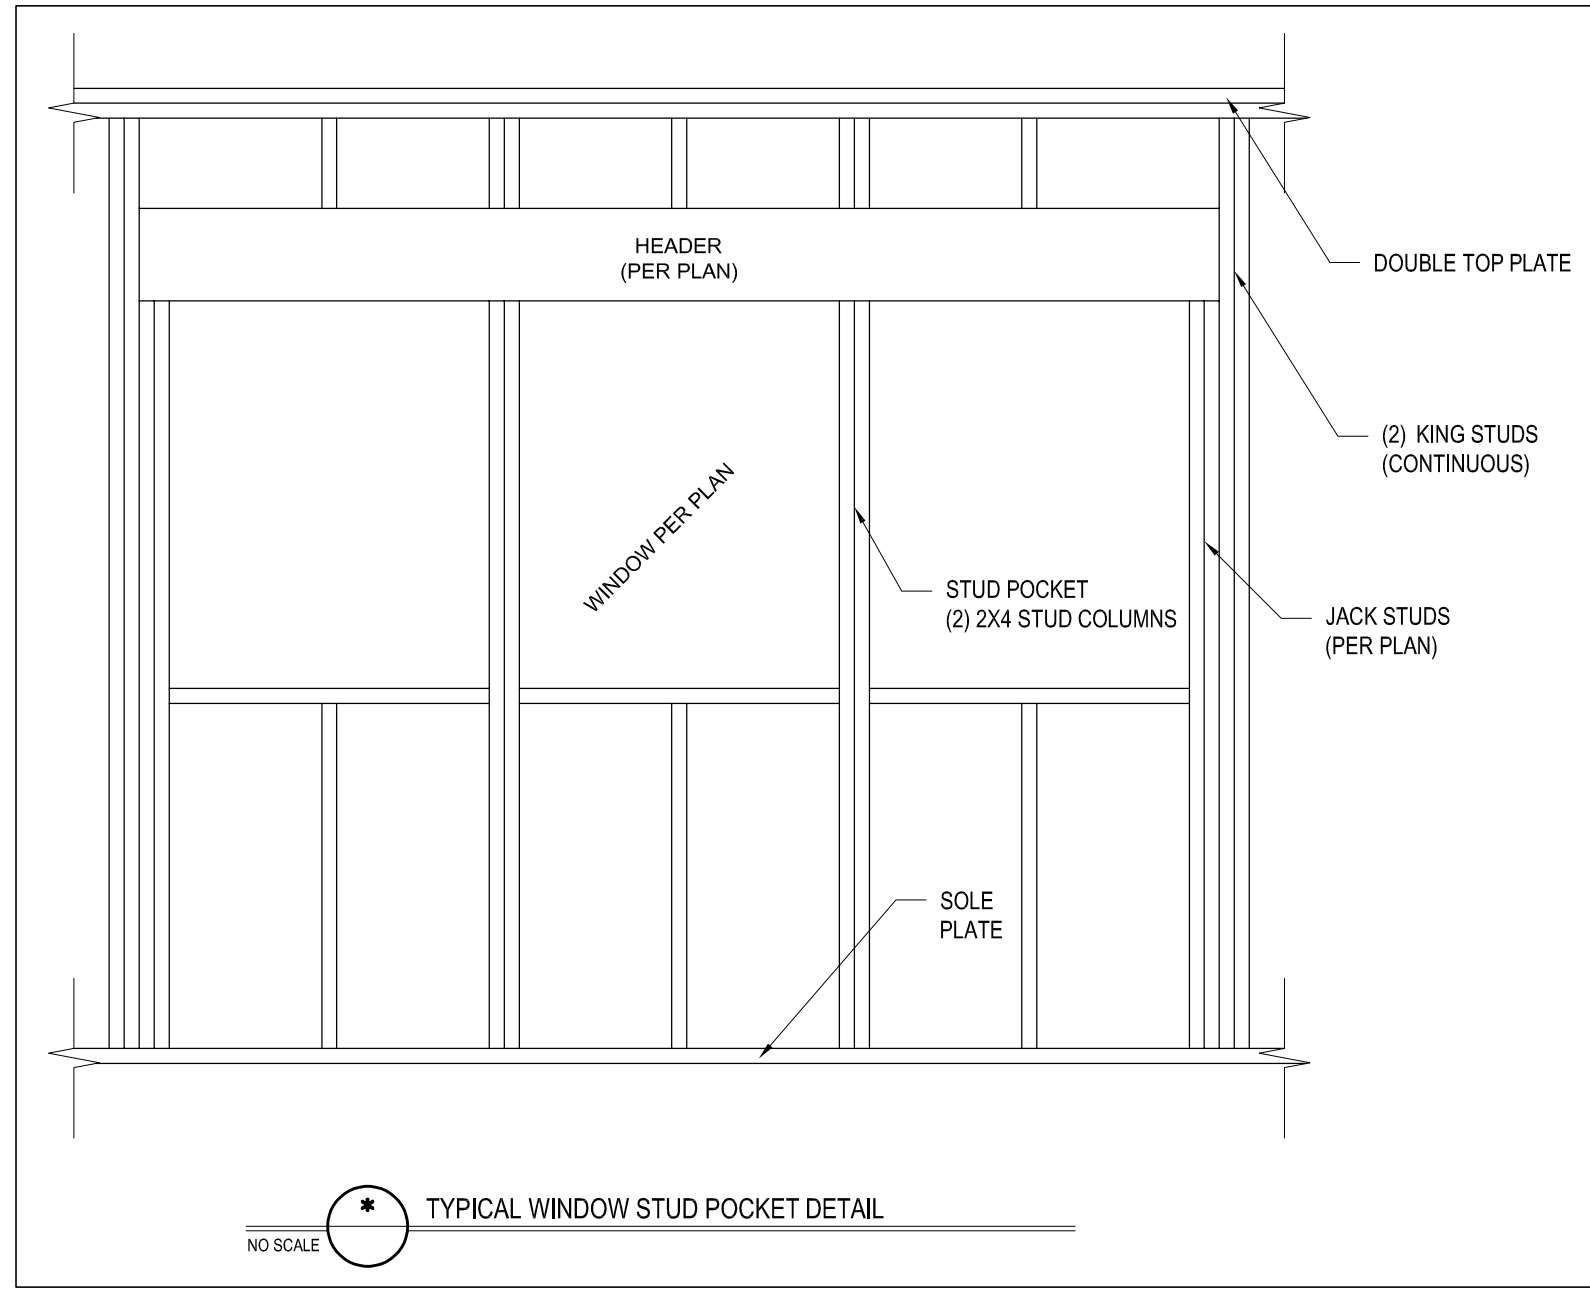 HEADER
(PER PLAN)
DOUBLE TOP PLATE
(2) KING STUDS
(CONTINUOUS)
WINDOW PER PLAN
STUD POCKET
(2) 2X4 STUD COLUMNS
JACK STUDS
(PER PLAN)
SOLE
PLATE
*
TYPICAL WINDOW STUD POCKET DETAIL
NO SCALE